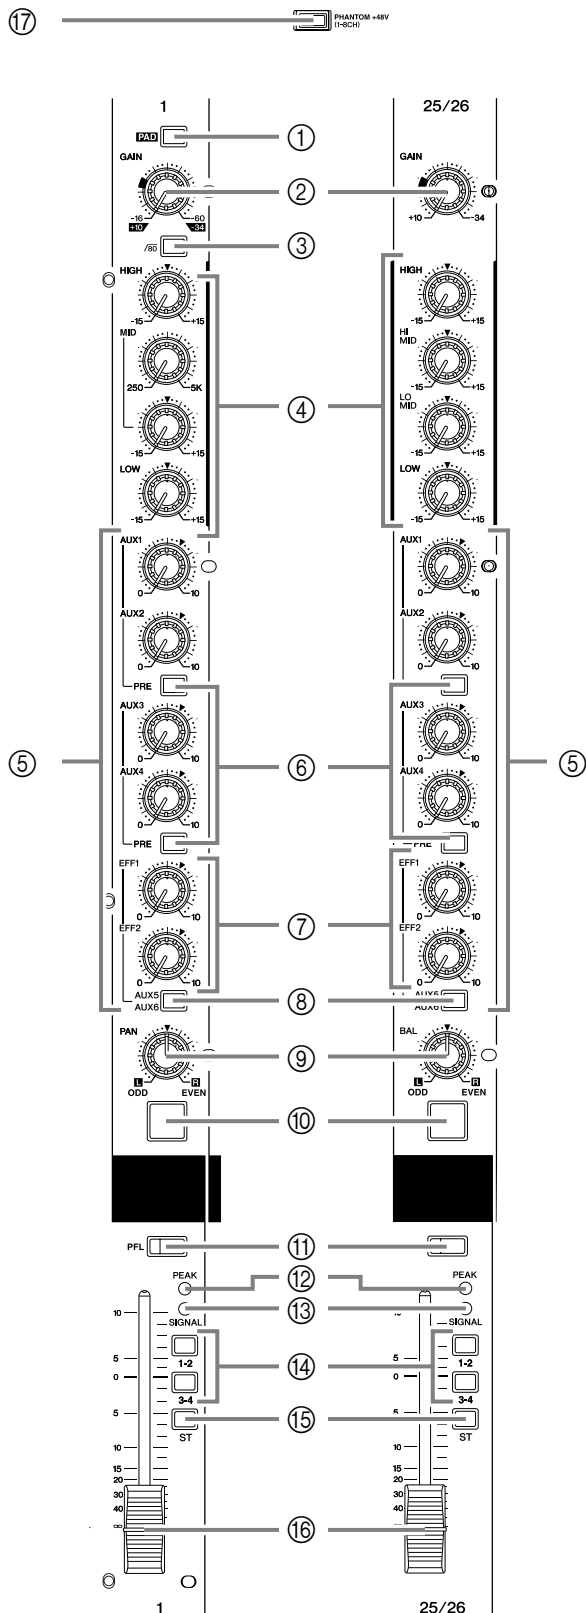 ⑰ PHANTOM +48V
(1-8CH)
1 25/26
PAD ①
GAIN GAIN
②
-16 -60 +10 -34
+10 -34
/80 ③
HIGH HIGH
-15 +15 -15 +15
MID HI
MID
250 5K -15 +15
④
LO
MID
-15 +15 -15 +15
LOW LOW
-15 +15 -15 +15
AUX1 AUX1
0 10 0 10
AUX2 AUX2
0 10 0 10
PRE
AUX3 AUX3
0 10 0 10
⑤ ⑥ ⑤
AUX4 AUX4
0 10 0 10
PRE PRE
EFF1 EFF1
0 10 0 10
⑦
EFF2 EFF2
0 10 0 10
AUX5 ⑧ AUX5
AUX6 AUX6
PAN BAL
⑨
L R L R
ODD EVEN ODD EVEN
⑩
PFL ⑪
PEAK ⑫ PEAK
10 ⑬ 10
SIGNAL SIGNAL
5 1-2 ⑭ 5 1-2
0 0
3-4 3-4
5 ⑮ 5
ST ST
10 10
15 15
20 20
30 30
40 40
∞ ⑯ ∞
1 25/26